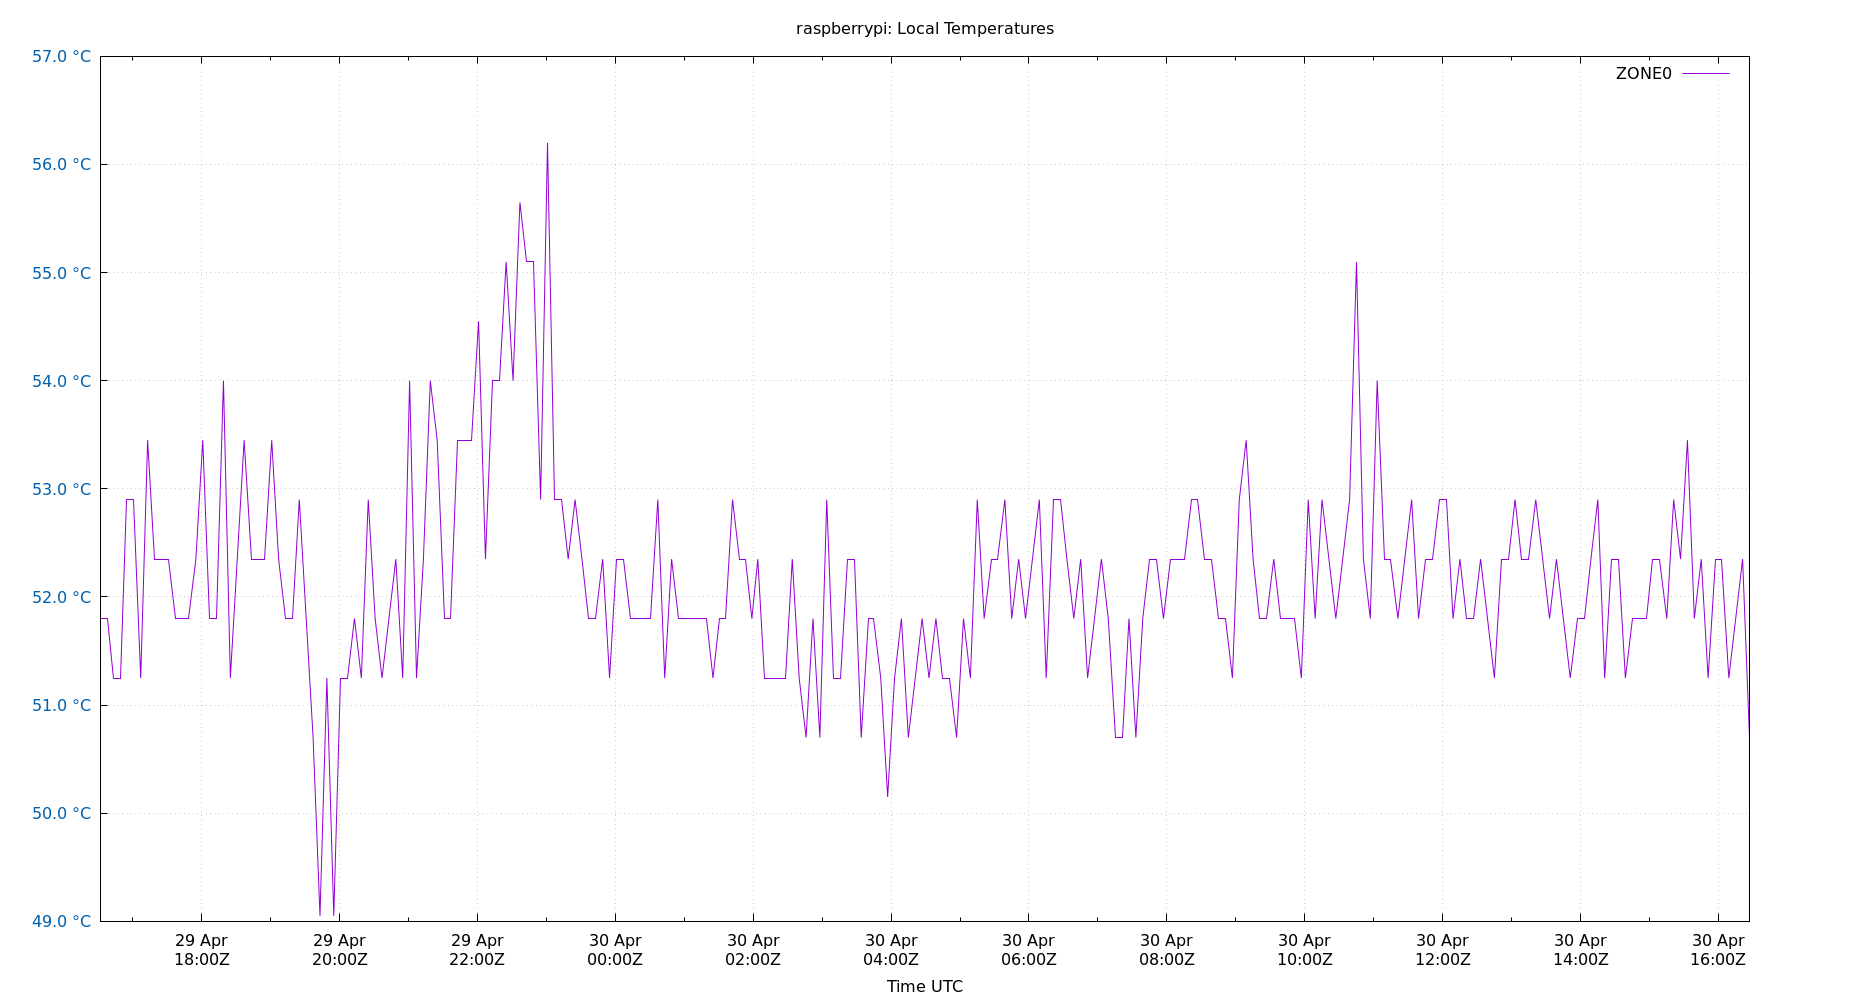 raspberrypi: Local Temperatures
57.0 °C
56.0 °C
55.0 °C
54.0 °C
53.0 °C
52.0 °C
51.0 °C
50.0 °C
49.0 °C
ZONE0
29 Apr
18:00Z
29 Apr
20:00Z
29 Apr
22:00Z
30 Apr
00:00Z
30 Apr
02:00Z
30 Apr
04:00Z
30 Apr
06:00Z
30 Apr
08:00Z
30 Apr
10:00Z
30 Apr
12:00Z
30 Apr
14:00Z
30 Apr
16:00Z
Time UTC